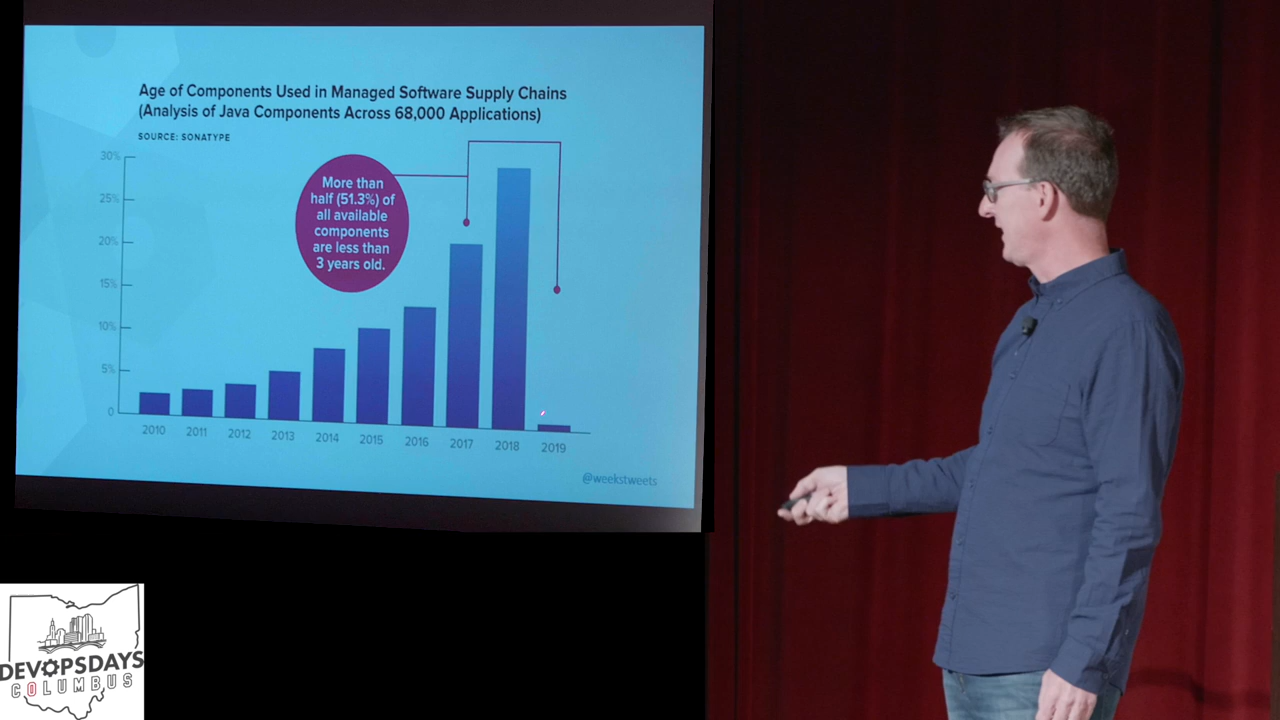 Age of Components Used in Managed Software Supply Chains
(Analysis of Java Components Across 68,000 Applications)
SOURCE: SONATYPE
30%
25%
20%
15%
10%
5%
0
More than
half (51.3%) of
all available
components
are less than
3 years old.
2010 2011 2012 2013 2014 2015 2016 2017 2018 2019
@weekstweets
DEVOPSDAYS
COLUMBUS